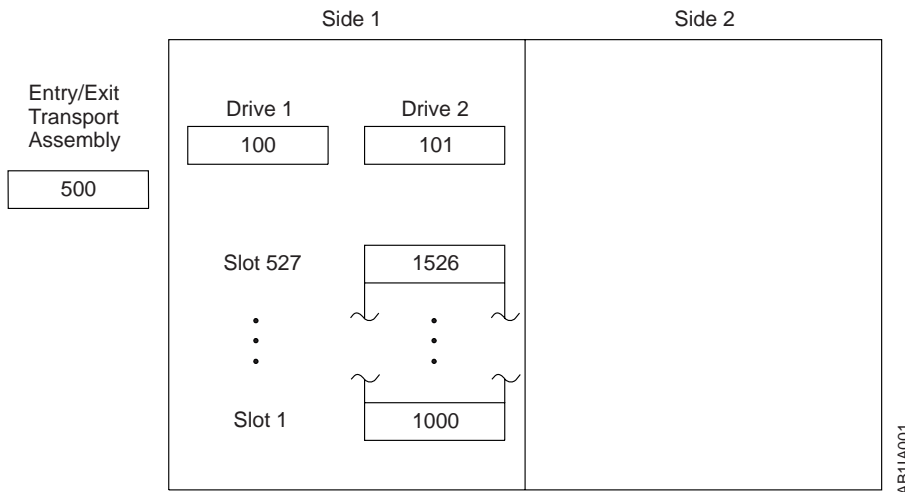 Side 1
Side 2
Entry/Exit
Transport
Assembly
500
Drive 1
Drive 2
100
101
Slot 527
1526
Slot 1
1000
AB1IA001